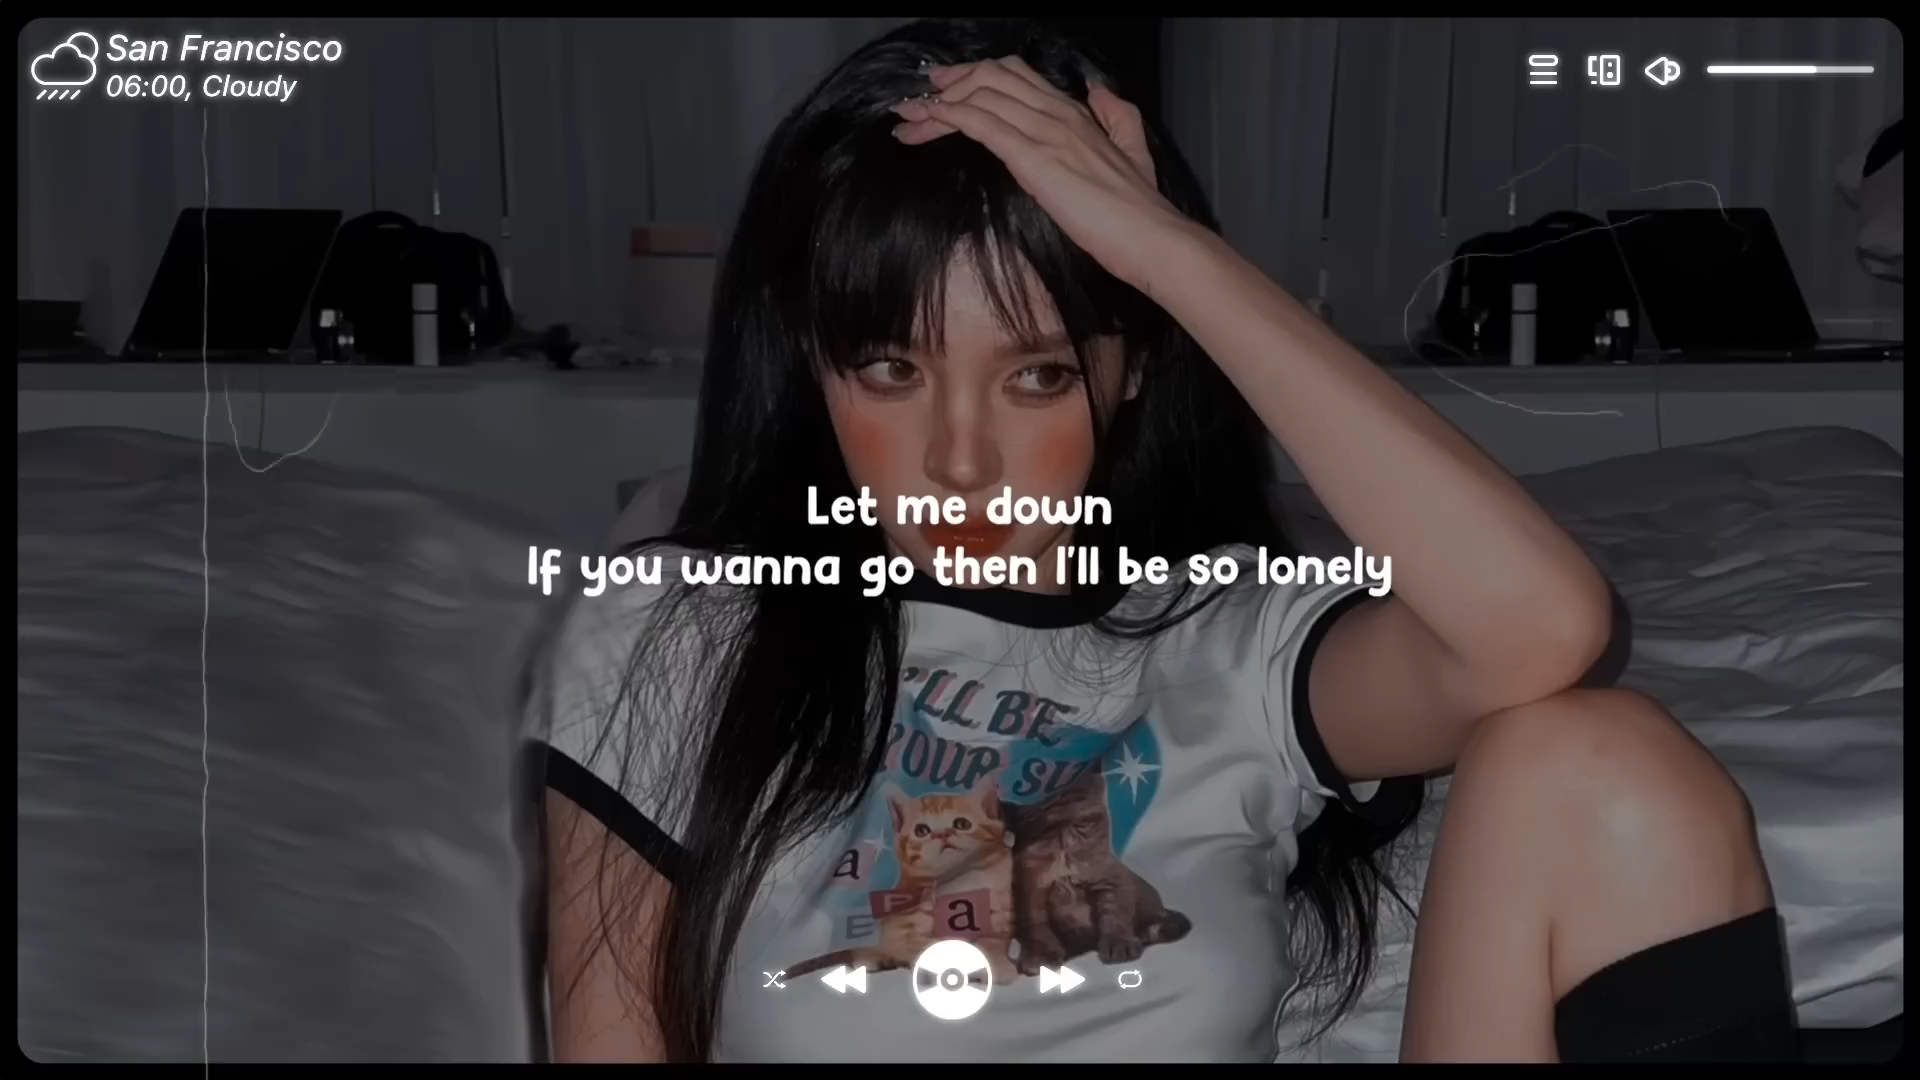 San Francisco
06:00, Cloudy
Let me down
If you wanna go then I'll be so lonely
'LL BE
YOUR
a
P
a
E